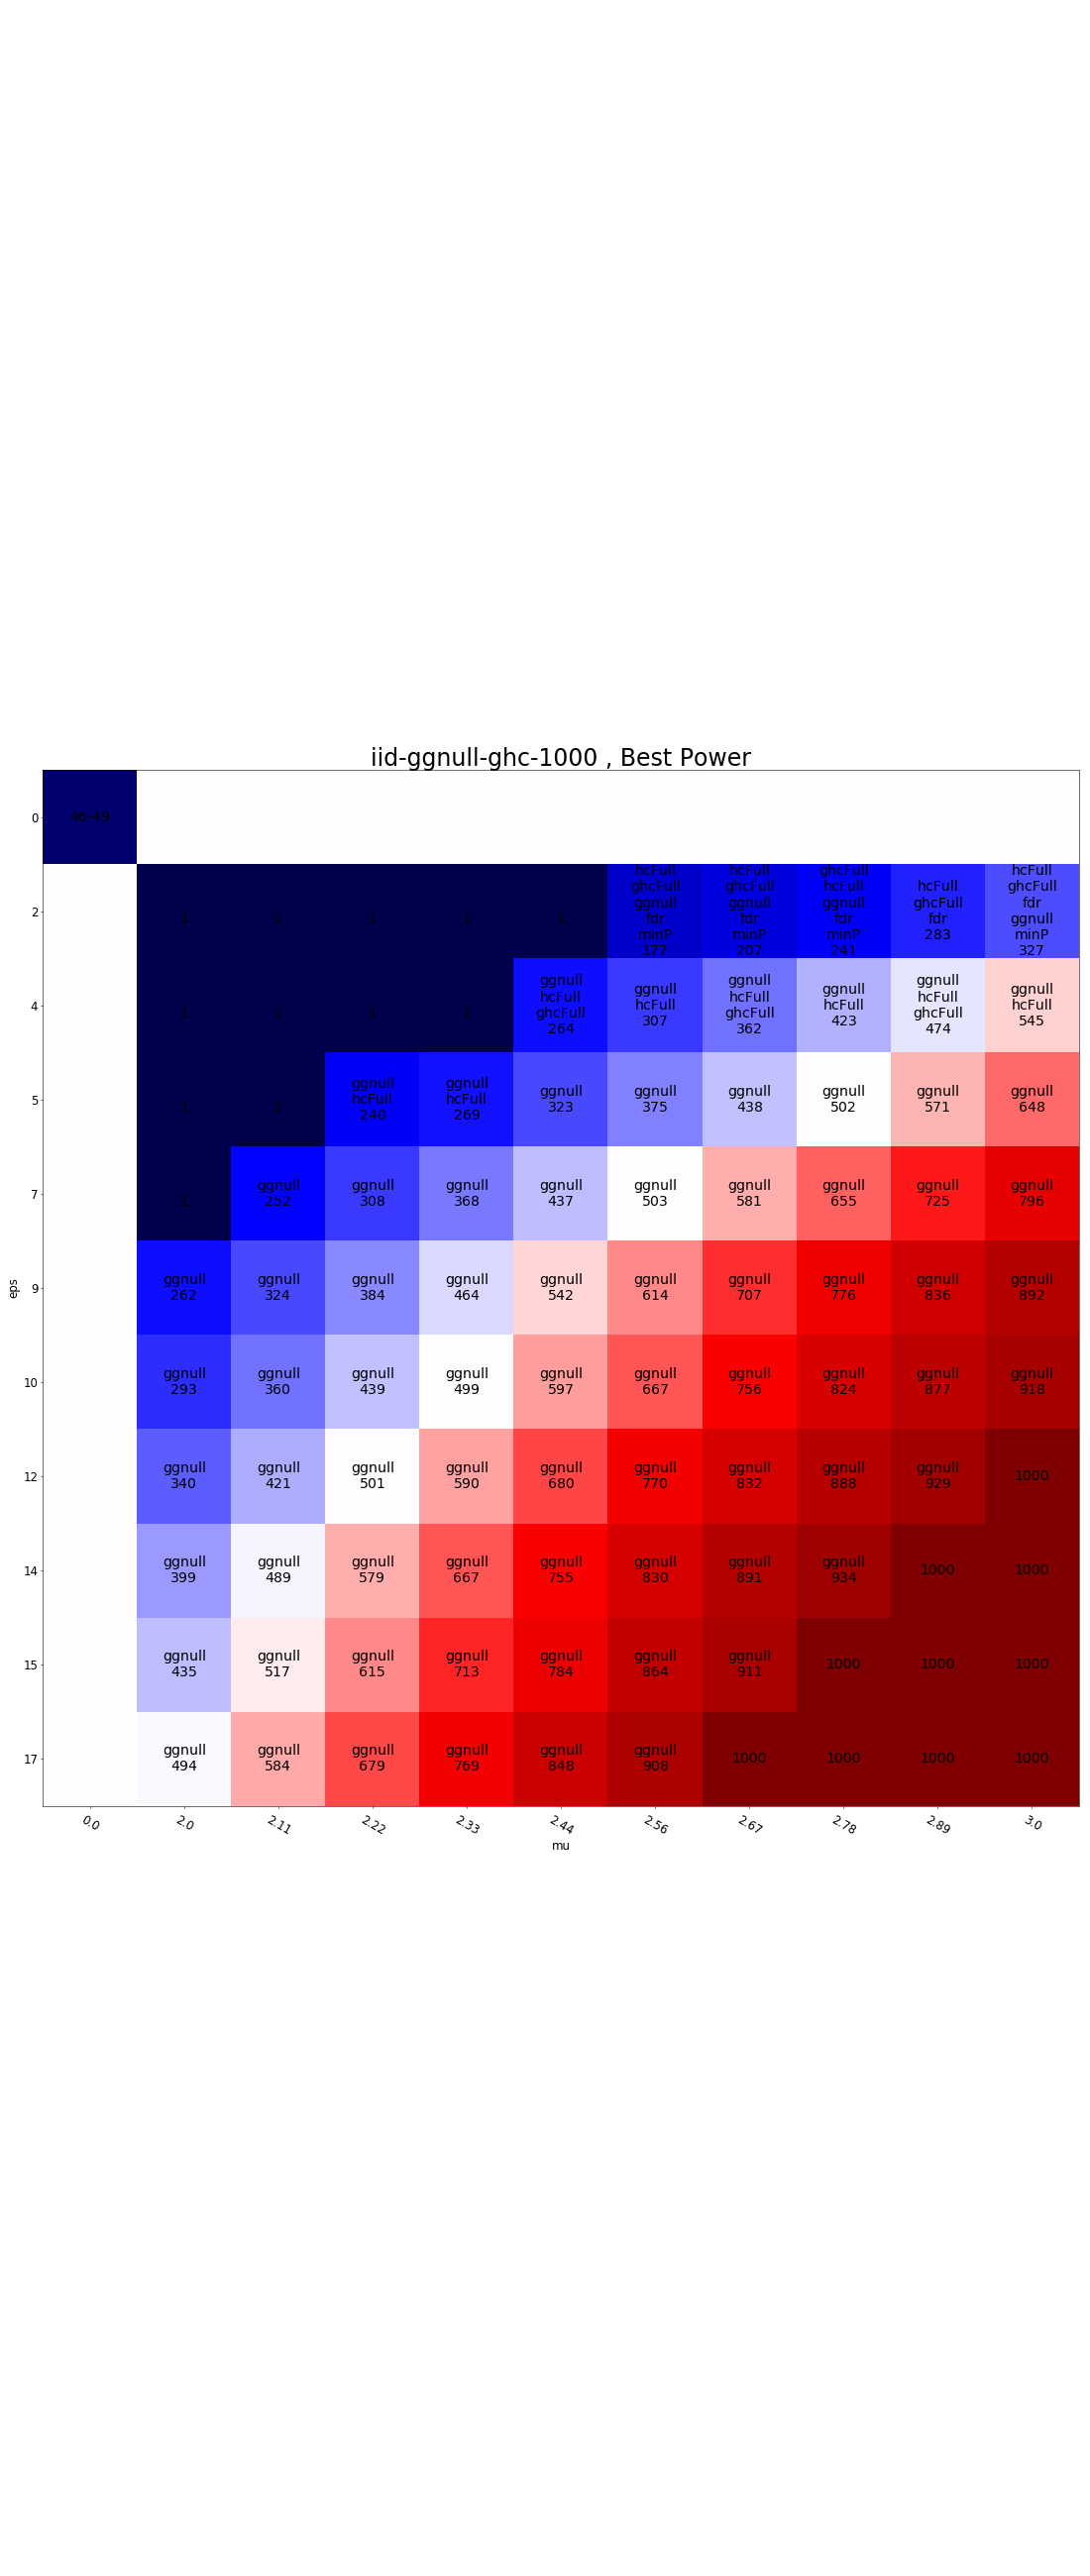 iid-ggnull-ghc-1000 , Best Power
0
46-49
2
1
1
1
1
1
hcFull
ghcFull
ggnull
fdr
minP
177
hcFull
ghcFull
ggnull
fdr
minP
207
ghcFull
hcFull
ggnull
fdr
minP
241
hcFull
ghcFull
fdr
283
hcFull
ghcFull
fdr
ggnull
minP
327
4
1
1
1
1
ggnull
hcFull
ghcFull
264
ggnull
hcFull
307
ggnull
hcFull
ghcFull
362
ggnull
hcFull
423
ggnull
hcFull
ghcFull
474
ggnull
hcFull
545
5
1
1
ggnull
hcFull
240
ggnull
hcFull
269
ggnull
323
ggnull
375
ggnull
438
ggnull
502
ggnull
571
ggnull
648
7
1
ggnull
252
ggnull
308
ggnull
368
ggnull
437
ggnull
503
ggnull
581
ggnull
655
ggnull
725
ggnull
796
eps
9
ggnull
262
ggnull
324
ggnull
384
ggnull
464
ggnull
542
ggnull
614
ggnull
707
ggnull
776
ggnull
836
ggnull
892
10
ggnull
293
ggnull
360
ggnull
439
ggnull
499
ggnull
597
ggnull
667
ggnull
756
ggnull
824
ggnull
877
ggnull
918
12
ggnull
340
ggnull
421
ggnull
501
ggnull
590
ggnull
680
ggnull
770
ggnull
832
ggnull
888
ggnull
929
1000
14
ggnull
399
ggnull
489
ggnull
579
ggnull
667
ggnull
755
ggnull
830
ggnull
891
ggnull
934
1000
1000
15
ggnull
435
ggnull
517
ggnull
615
ggnull
713
ggnull
784
ggnull
864
ggnull
911
1000
1000
1000
17
ggnull
494
ggnull
584
ggnull
679
ggnull
769
ggnull
848
ggnull
908
1000
1000
1000
1000
0.0
2.0
2.11
2.22
2.33
2.44
2.56
2.67
2.78
2.89
3.0
mu